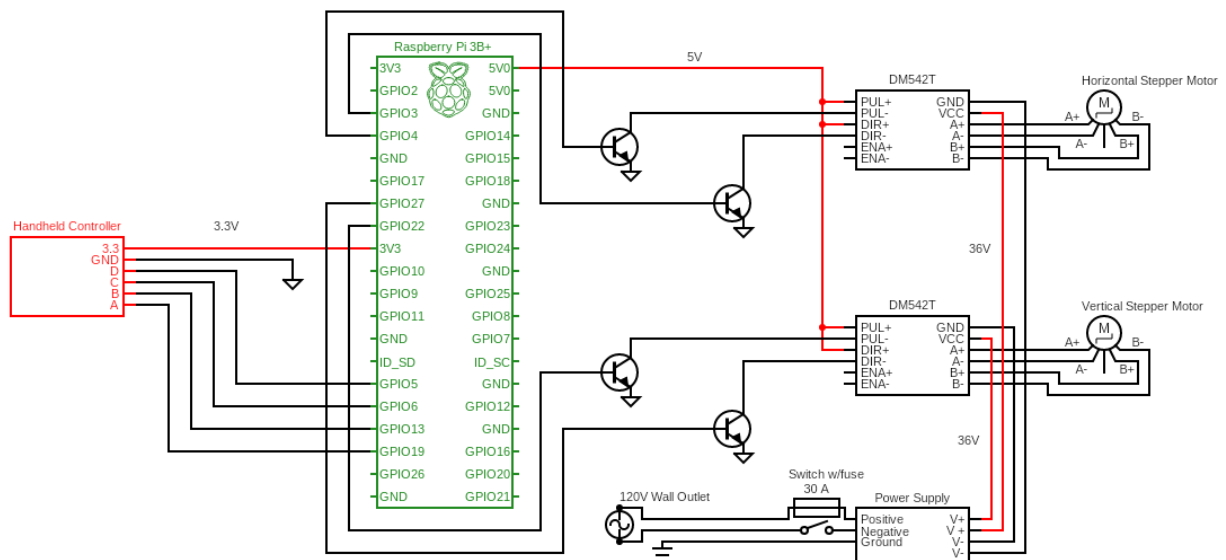 Raspberry Pi 3B+
3V3
GPIO2
GPIO3
GPIO4
GND
GPIO17
GPIO27
GPIO22
3V3
GPIO10
GPIO9
GPIO11
GND
ID_SD
GPIO5
GPIO6
GPIO13
GPIO19
GPIO26
GND
5V0
5V0
GND
GPIO14
GPIO15
GPIO18
GND
GPIO23
GPIO24
GND
GPIO25
GPIO8
GPIO7
ID_SC
GND
GPIO12
GND
GPIO16
GPIO20
GPIO21
Handheld Controller
3.3
GND
D
C
B
A
3.3V
5V
DM542T
PUL+
PUL-
DIR+
DIR-
ENA+
ENA-
GND
VCC
A+
A-
B+
B-
Horizontal Stepper Motor
M
A+
A-
B-
B+
36V
DM542T
PUL+
PUL-
DIR+
DIR-
ENA+
ENA-
GND
VCC
A+
A-
B+
B-
Vertical Stepper Motor
M
A+
A-
B-
B+
36V
120V Wall Outlet
Switch w/fuse
30 A
Power Supply
Positive
Negative
Ground
V+
V +
V-
V-